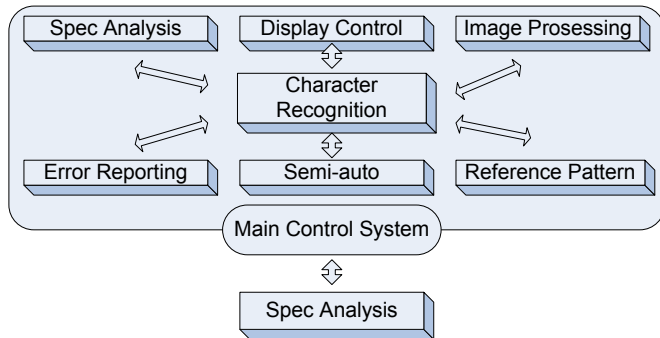 Spec Analysis
Display Control
Image Prosessing
Character
Recognition
Error Reporting
Semi-auto
Reference Pattern
Main Control System
Spec Analysis